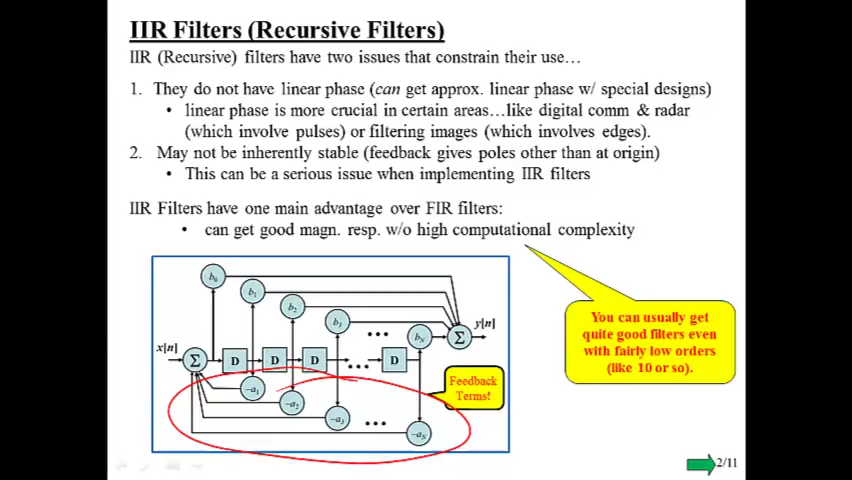 IIR Filters (Recursive Filters)
IIR (Recursive) filters have two issues that constrain their use…
1. They do not have linear phase (can get approx. linear phase w/ special designs)
• linear phase is more crucial in certain areas…like digital comm & radar
(which involve pulses) or filtering images (which involves edges).
2. May not be inherently stable (feedback gives poles other than at origin)
• This can be a serious issue when implementing IIR filters
IIR Filters have one main advantage over FIR filters:
• can get good magn. resp. w/o high computational complexity
b₀
b₁
b₂
b₃
•••
bN
x[n]
Σ
D
D
D
•••
D
Σ
y[n]
−a₁
−a₂
−a₃
•••
−aN
Feedback
Terms!
You can usually get
quite good filters even
with fairly low orders
(like 10 or so).
2/11